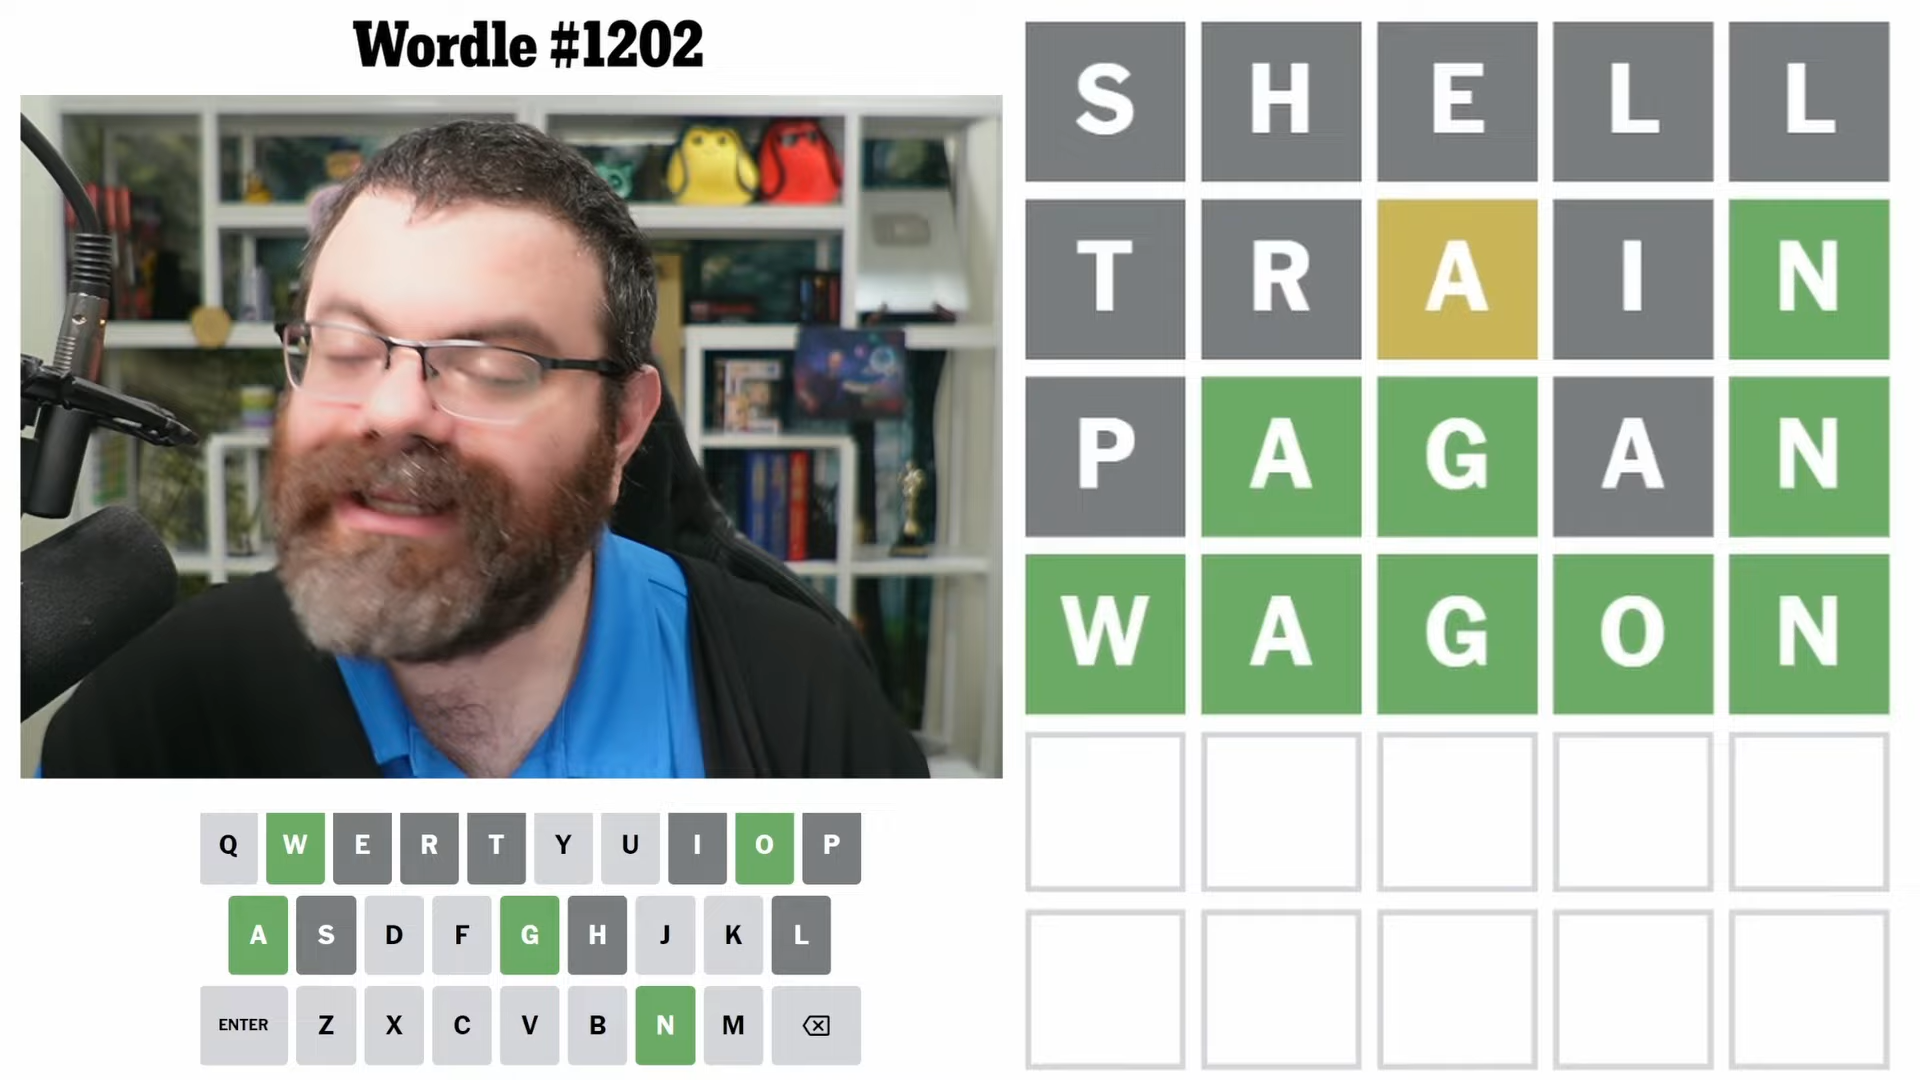 Wordle #1202
S H E L L
T R A I N
P A G A N
W A G O N
Q W E R T Y U I O P
A S D F G H J K L
ENTER Z X C V B N M